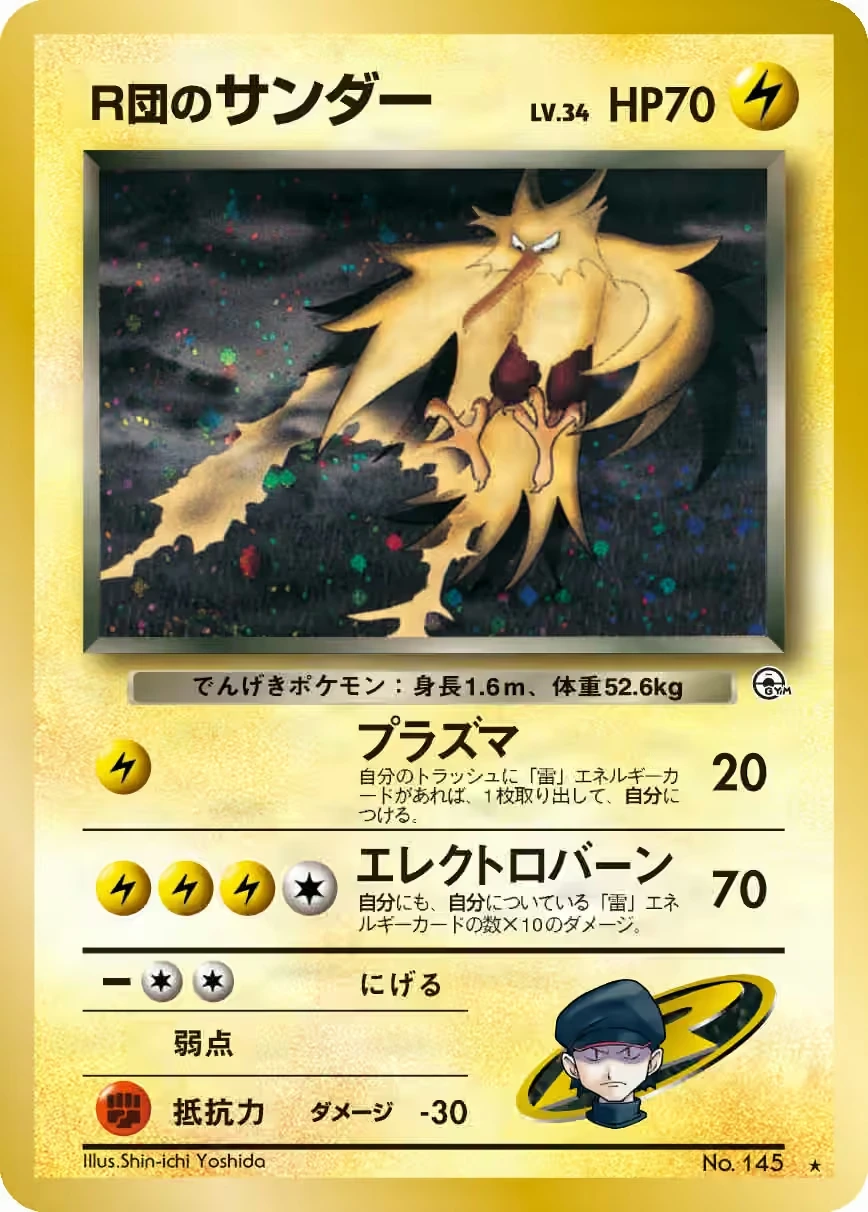 R団のサンダー LV.34 HP70
でんげきポケモン：身長1.6m、体重52.6kg
GYM
プラズマ
自分のトラッシュに「雷」エネルギーカ
ードがあれば、1枚取り出して、自分に
つける。
20
エレクトロバーン
自分にも、自分についている「雷」エネ
ルギーカードの数×10のダメージ。
70
にげる
弱点
抵抗力 ダメージ -30
R
Illus.Shin-ichi Yoshida
No. 145 ★